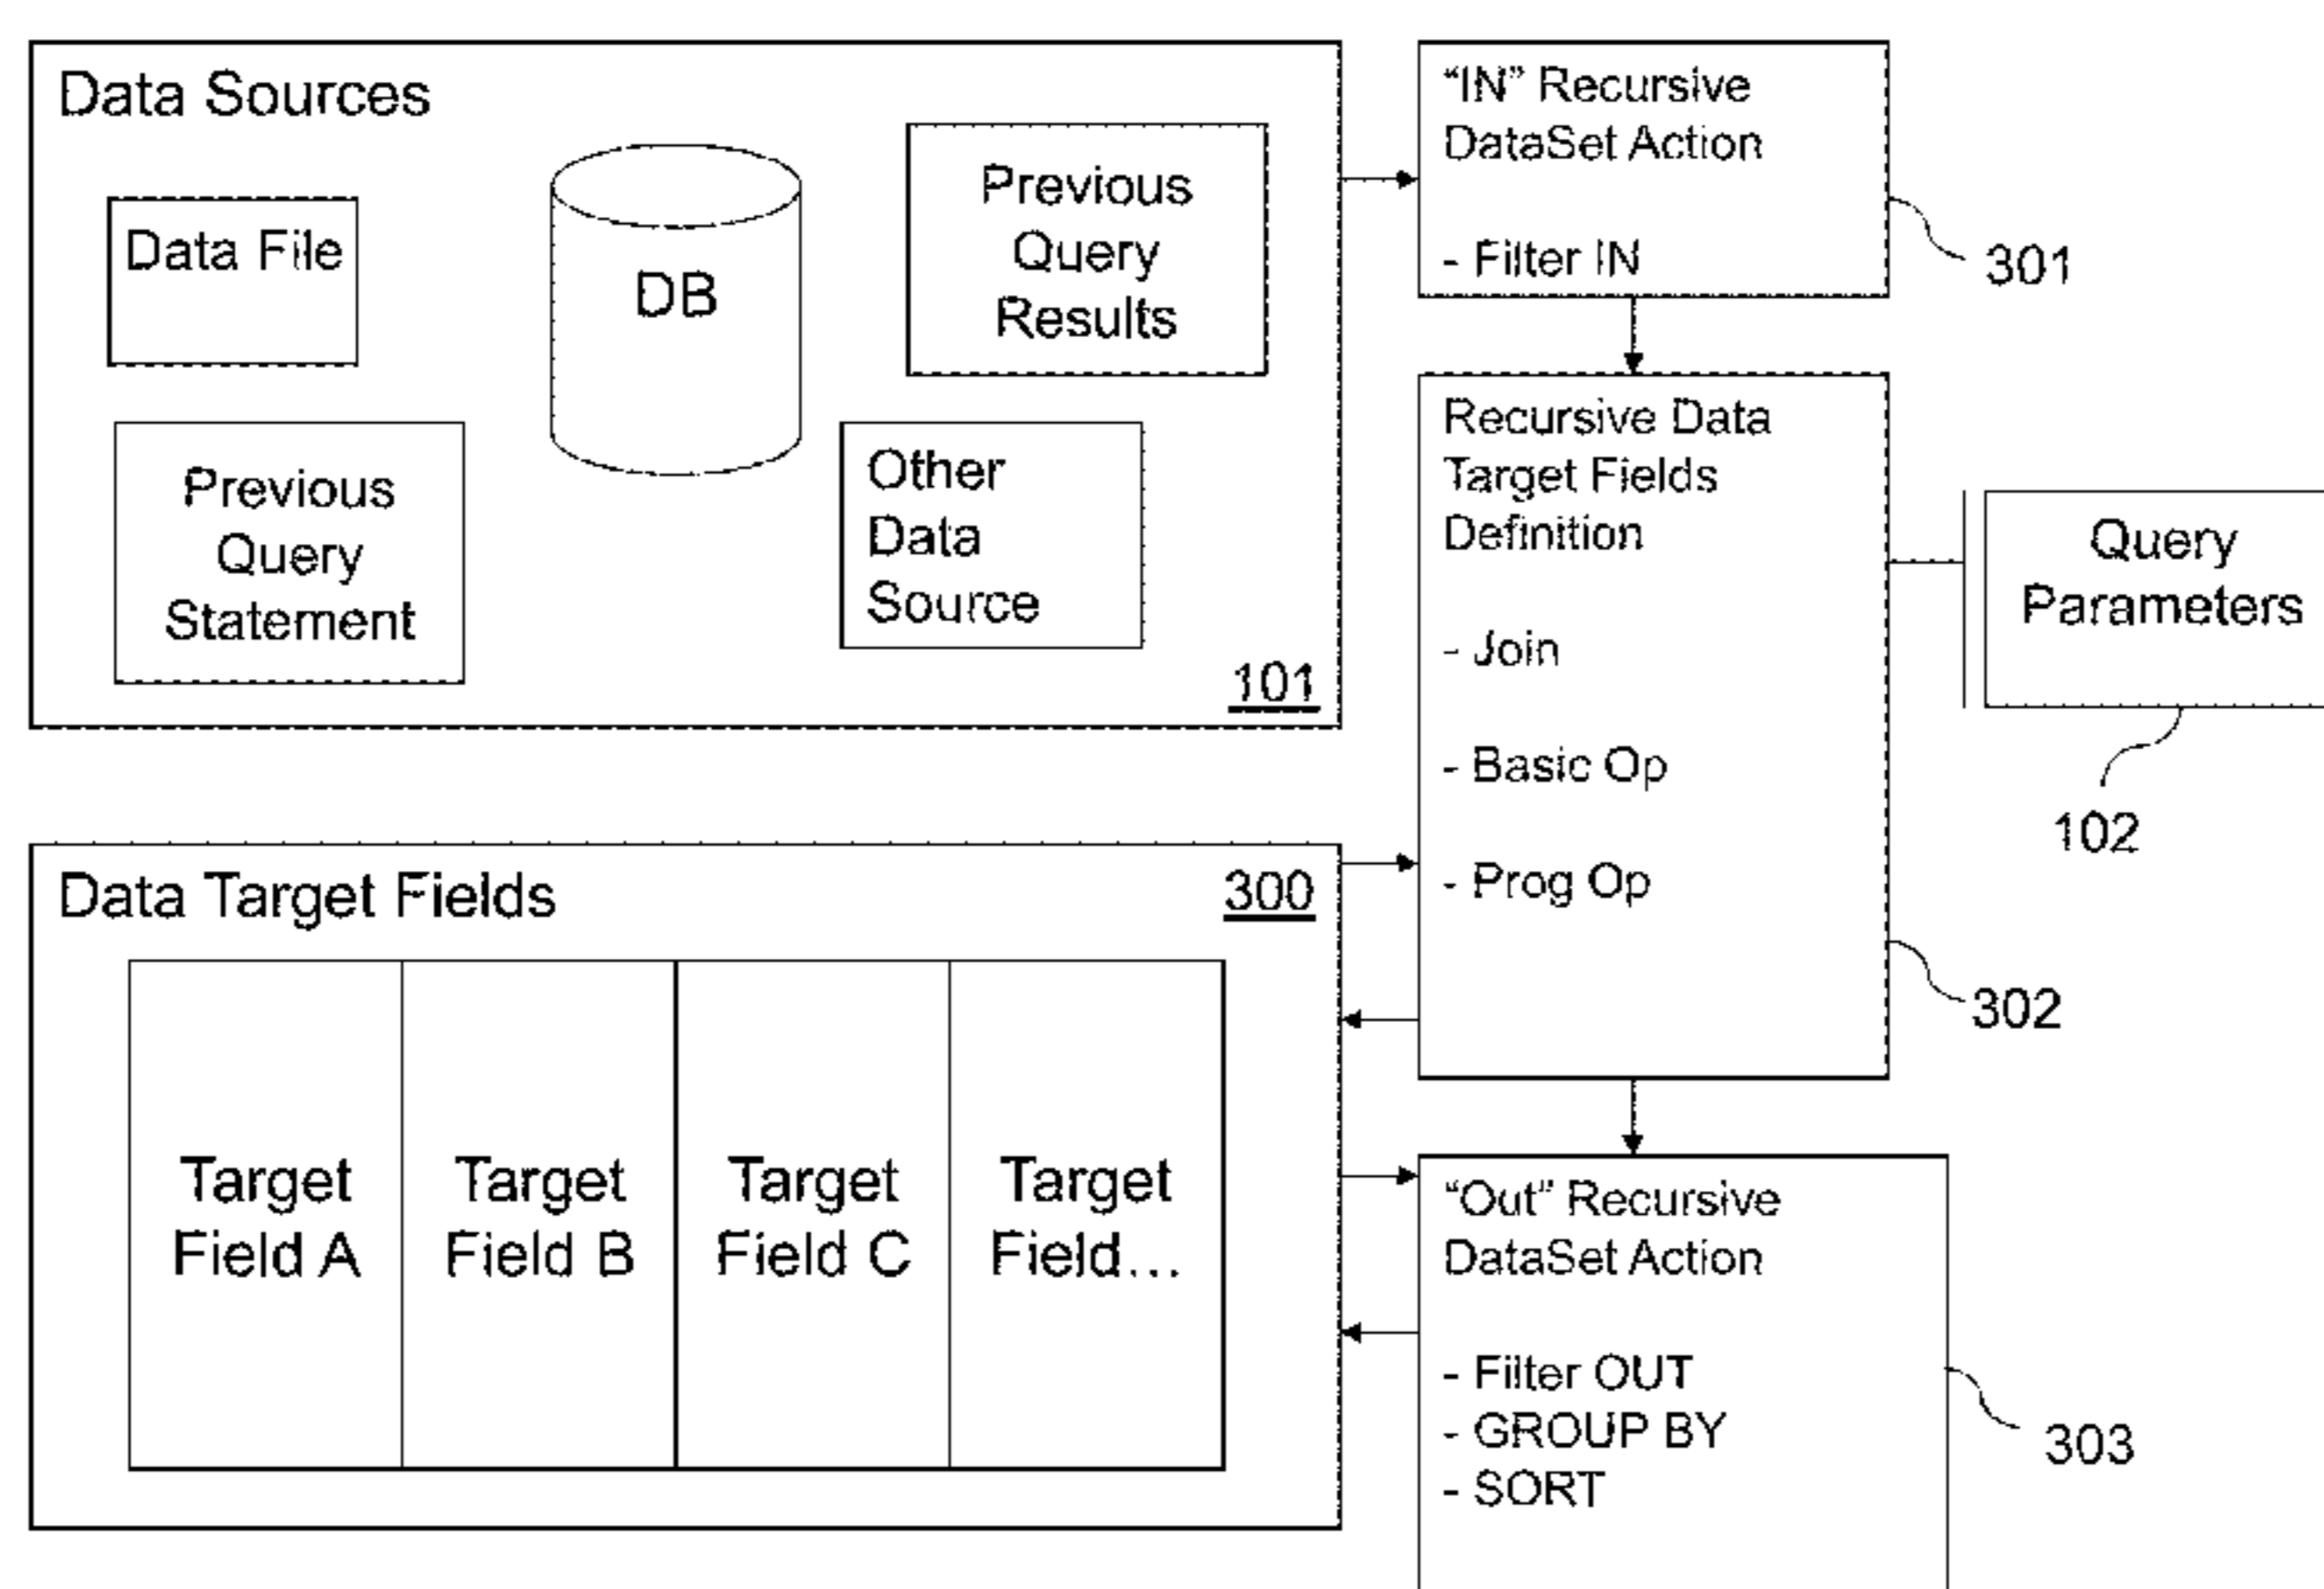 Data Sources
Data File
DB
Previous
Query
Results
Previous
Query
Statement
Other
Data
Source
101
“IN” Recursive
DataSet Action
- Filter IN
301
Recursive Data
Target Fields
Definition
- Join
- Basic Op
- Prog Op
302
Query
Parameters
102
Data Target Fields
300
Target
Field A
Target
Field B
Target
Field C
Target
Field...
“Out” Recursive
DataSet Action
- Filter OUT
- GROUP BY
- SORT
303